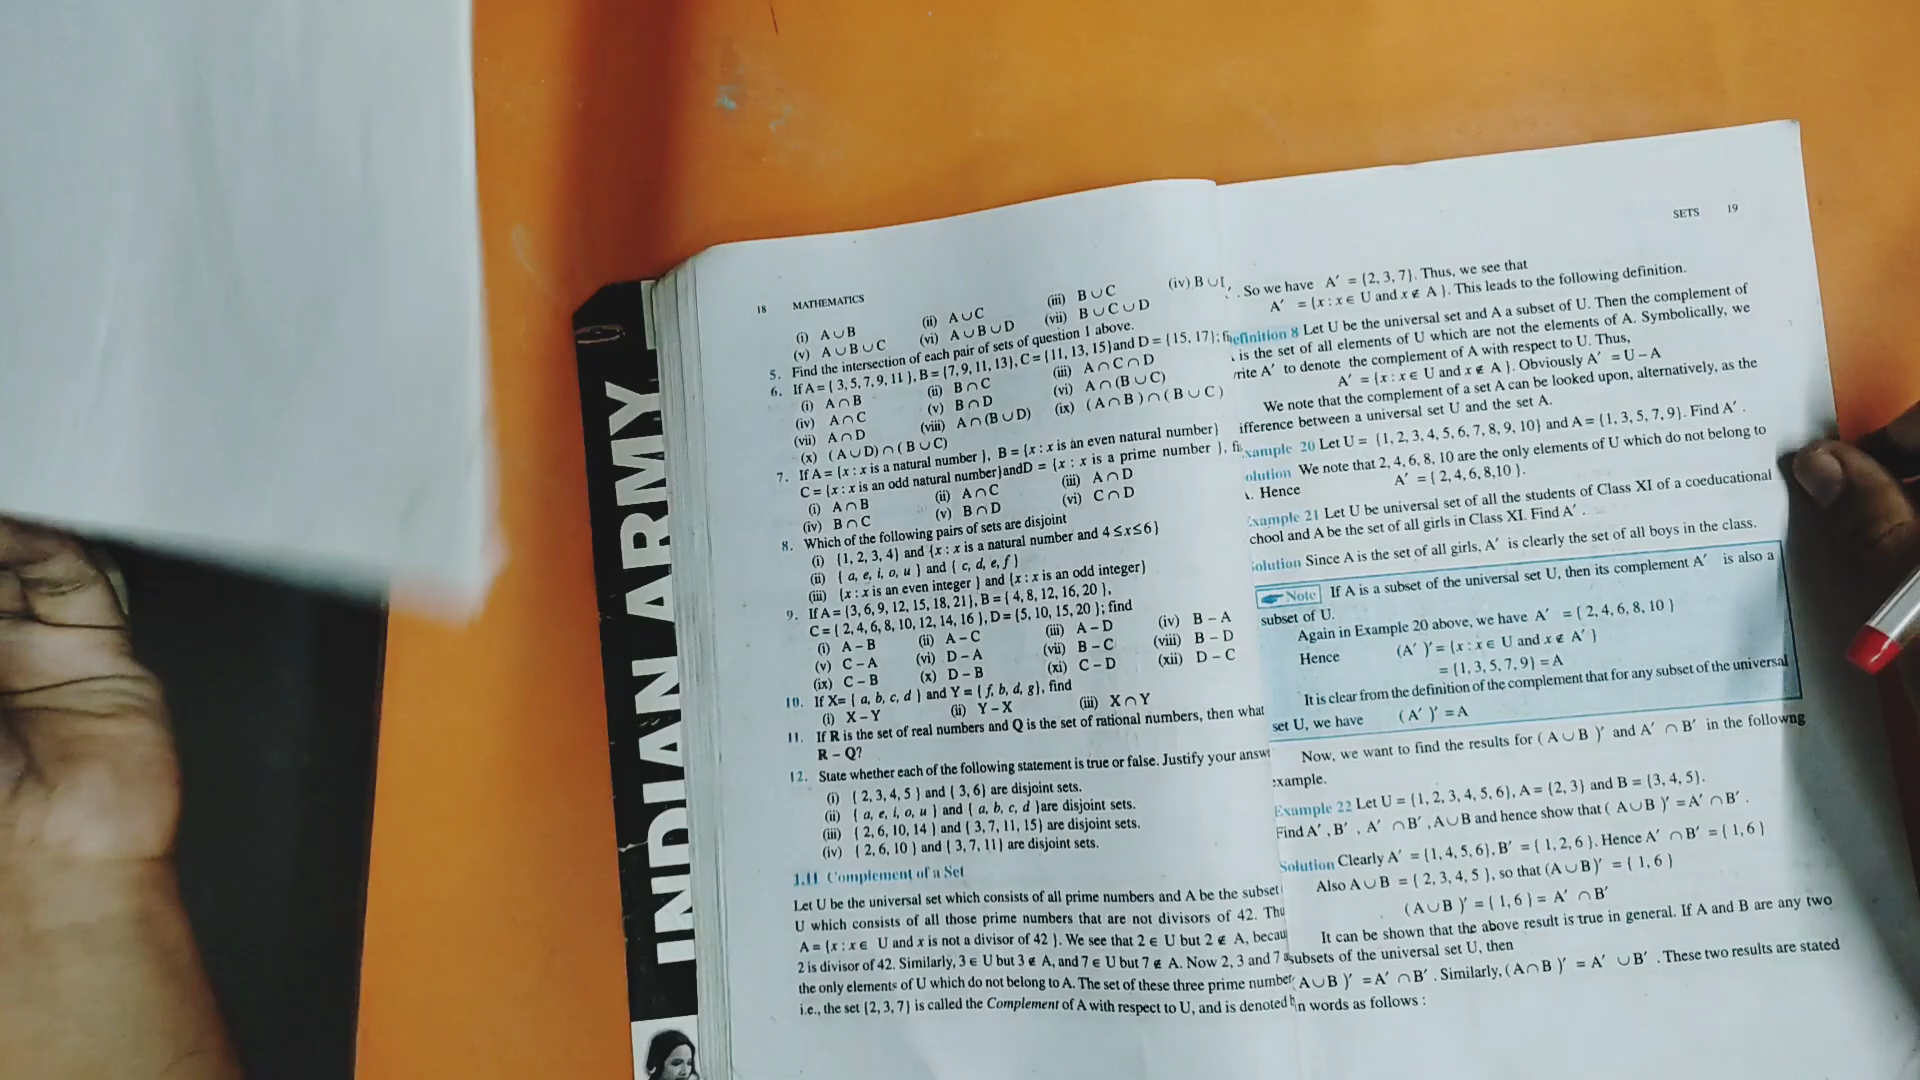 INDIAN ARMY
18 MATHEMATICS
(i) A ∪ B (ii) A ∪ C (iii) B ∪ C (iv) B ∪
(v) A ∪ B ∪ C (vi) A ∪ B ∪ D (vii) B ∪ C ∪ D
5. Find the intersection of each pair of sets of question 1 above.
6. If A = { 3, 5, 7, 9, 11 }, B = {7, 9, 11, 13}, C = {11, 13, 15}and D = {15, 17};
(i) A ∩ B (ii) B ∩ C (iii) A ∩ C ∩ D
(iv) A ∩ C (v) B ∩ D (vi) A ∩ (B ∪ C)
(vii) A ∩ D (viii) A ∩ (B ∪ D) (ix) ( A ∩ B ) ∩ ( B ∪ C )
(x) ( A ∪ D) ∩ ( B ∪ C)
7. If A = {x : x is a natural number }, B = {x : x is an even natural number}
C = {x : x is an odd natural number}andD = {x : x is a prime number },
(i) A ∩ B (ii) A ∩ C (iii) A ∩ D
(iv) B ∩ C (v) B ∩ D (vi) C ∩ D
8. Which of the following pairs of sets are disjoint
(i) {1, 2, 3, 4} and {x : x is a natural number and 4 ≤ x ≤ 6}
(ii) { a, e, i, o, u } and { c, d, e, f }
(iii) {x : x is an even integer } and {x : x is an odd integer}
9. If A = {3, 6, 9, 12, 15, 18, 21}, B = { 4, 8, 12, 16, 20 },
C = { 2, 4, 6, 8, 10, 12, 14, 16 }, D = {5, 10, 15, 20 }; find
(i) A – B (ii) A – C (iii) A – D (iv) B – A
(v) C – A (vi) D – A (vii) B – C (viii) B – D
(ix) C – B (x) D – B (xi) C – D (xii) D – C
10. If X= { a, b, c, d } and Y = { f, b, d, g}, find
(i) X – Y (ii) Y – X (iii) X ∩ Y
11. If R is the set of real numbers and Q is the set of rational numbers, then what
R – Q?
12. State whether each of the following statement is true or false. Justify your answ
(i) { 2, 3, 4, 5 } and { 3, 6} are disjoint sets.
(ii) { a, e, i, o, u } and { a, b, c, d }are disjoint sets.
(iii) { 2, 6, 10, 14 } and { 3, 7, 11, 15} are disjoint sets.
(iv) { 2, 6, 10 } and { 3, 7, 11} are disjoint sets.
1.11 Complement of a Set
Let U be the universal set which consists of all prime numbers and A be the subset
U which consists of all those prime numbers that are not divisors of 42. Thu
A = {x : x ∈ U and x is not a divisor of 42 }. We see that 2 ∈ U but 2 ∉ A, becau
2 is divisor of 42. Similarly, 3 ∈ U but 3 ∉ A, and 7 ∈ U but 7 ∉ A. Now 2, 3 and 7 a
the only elements of U which do not belong to A. The set of these three prime number
i.e., the set {2, 3, 7} is called the Complement of A with respect to U, and is denoted b
SETS 19
. So we have A′ = {2, 3, 7}. Thus, we see that
A′ = {x : x ∈ U and x ∉ A }. This leads to the following definition.
efinition 8 Let U be the universal set and A a subset of U. Then the complement of
is the set of all elements of U which are not the elements of A. Symbolically, we
rite A′ to denote the complement of A with respect to U. Thus,
A′ = {x : x ∈ U and x ∉ A }. Obviously A′ = U – A
We note that the complement of a set A can be looked upon, alternatively, as the
ifference between a universal set U and the set A.
xample 20 Let U = {1, 2, 3, 4, 5, 6, 7, 8, 9, 10} and A = {1, 3, 5, 7, 9}. Find A′ .
olution We note that 2, 4, 6, 8, 10 are the only elements of U which do not belong to
. Hence A′ = { 2, 4, 6, 8,10 }.
xample 21 Let U be universal set of all the students of Class XI of a coeducational
chool and A be the set of all girls in Class XI. Find A′ .
olution Since A is the set of all girls, A′ is clearly the set of all boys in the class.
Note If A is a subset of the universal set U, then its complement A′ is also a
subset of U.
Again in Example 20 above, we have A′ = { 2, 4, 6, 8, 10 }
Hence (A′ )′ = {x : x ∈ U and x ∉ A′ }
= {1, 3, 5, 7, 9} = A
It is clear from the definition of the complement that for any subset of the universal
set U, we have (A′ )′ = A
Now, we want to find the results for ( A ∪ B )′ and A′ ∩ B′ in the followng
example.
Example 22 Let U = {1, 2, 3, 4, 5, 6}, A = {2, 3} and B = {3, 4, 5}.
Find A′ , B′ , A′ ∩ B′ , A ∪ B and hence show that ( A ∪ B )′ = A′ ∩ B′ .
Solution Clearly A′ = {1, 4, 5, 6}, B′ = { 1, 2, 6 }. Hence A′ ∩ B′ = { 1, 6 }
Also A ∪ B = { 2, 3, 4, 5 }, so that (A ∪ B)′ = { 1, 6 }
( A ∪ B )′ = { 1, 6 } = A′ ∩ B′
It can be shown that the above result is true in general. If A and B are any two
subsets of the universal set U, then
A ∪ B )′ = A′ ∩ B′ . Similarly, ( A ∩ B )′ = A′ ∪ B′ . These two results are stated
n words as follows :